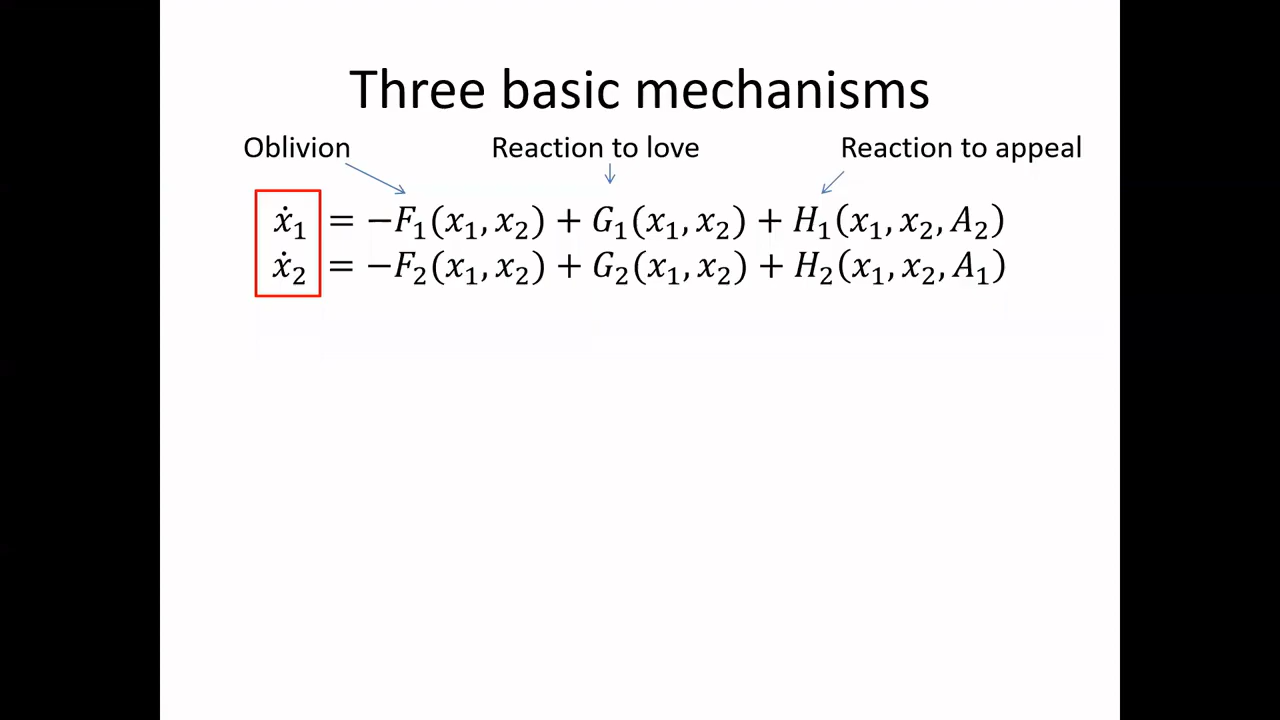 Three basic mechanisms
Oblivion Reaction to love Reaction to appeal
ẋ₁ = −F₁(x₁, x₂) + G₁(x₁, x₂) + H₁(x₁, x₂, A₂)
ẋ₂ = −F₂(x₁, x₂) + G₂(x₁, x₂) + H₂(x₁, x₂, A₁)